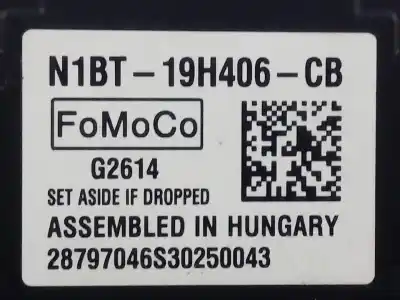 N1BT-19H406-CB
FoMoCo
G2614
SET ASIDE IF DROPPED
ASSEMBLED IN HUNGARY
28797046S30250043